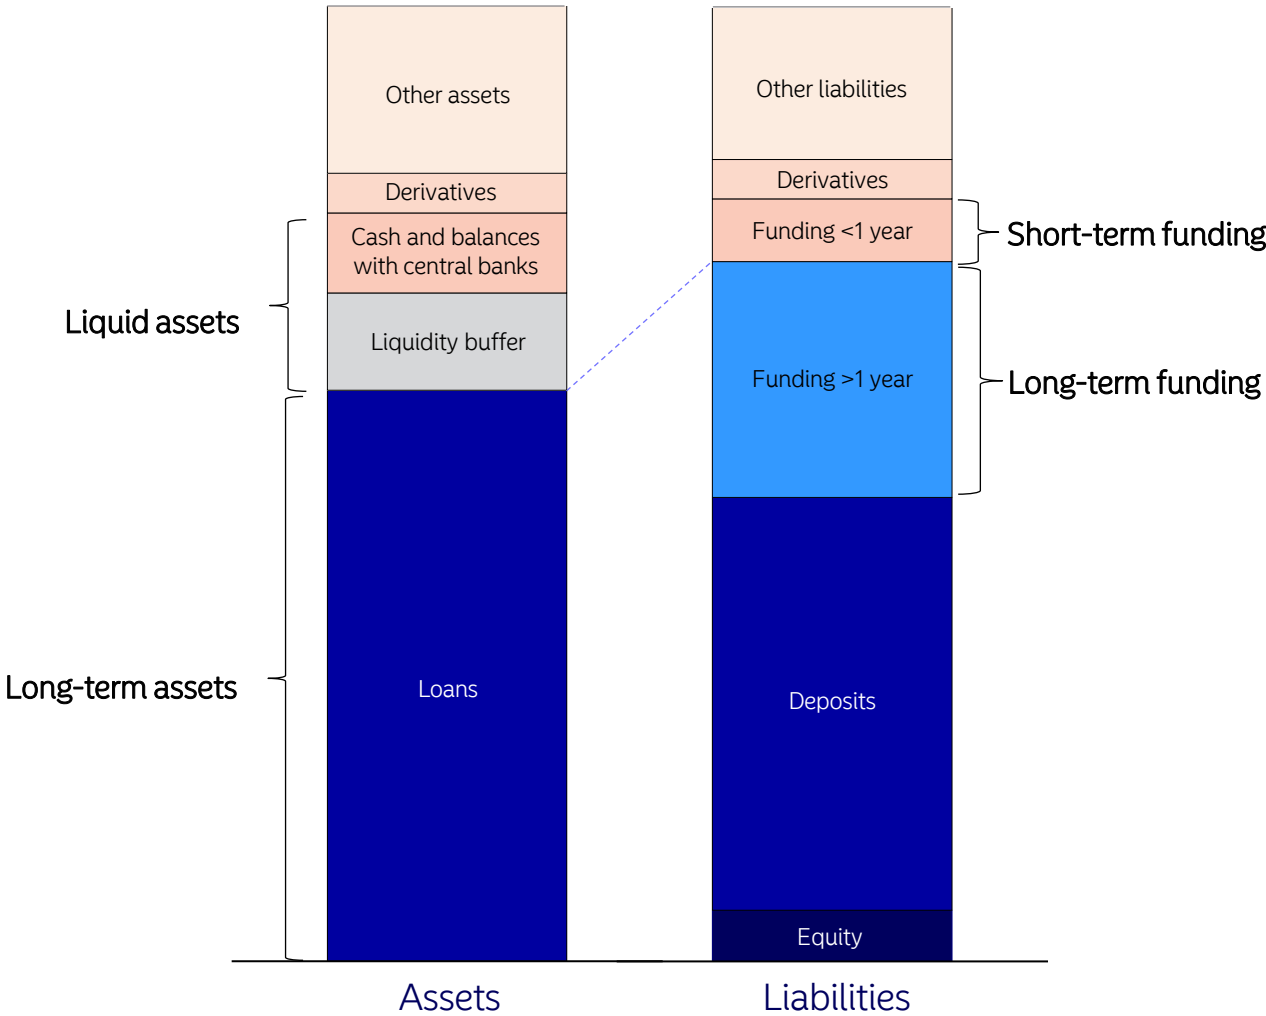 Other assets
Derivatives
Cash and balances
with central banks
Liquidity buffer
Loans
Liquid assets
Long-term assets
Assets
Other liabilities
Derivatives
Funding <1 year
Funding >1 year
Deposits
Equity
Short-term funding
Long-term funding
Liabilities